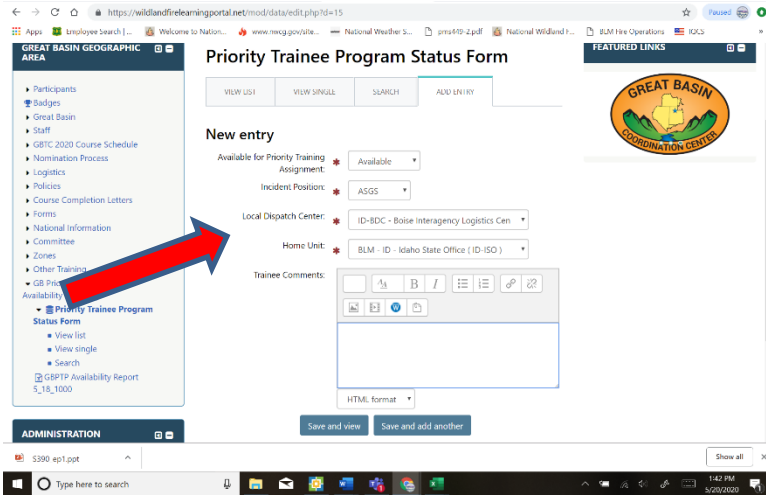 https://wildlandfirelearningportal.net/mod/data/edit.php?d=15
Paused
Apps Employee Search | ... Welcome to Nation... www.nwcg.gov/site... National Weather S... pms449-2.pdf National Wildland F... BLM Fire Operations IQCS
GREAT BASIN GEOGRAPHIC
AREA
Participants
Badges
Great Basin
Staff
GBTC 2020 Course Schedule
Nomination Process
Logistics
Policies
Course Completion Letters
Forms
National Information
Committee
Zones
Other Training
GB Prio
Availability
Priority Trainee Program
Status Form
View list
View single
Search
GBPTP Availability Report
5_18_1000
ADMINISTRATION
Priority Trainee Program Status Form
VIEW LIST VIEW SINGLE SEARCH ADD ENTRY
New entry
Available for Priority Training
Assignment:
Available
Incident Position:
ASGS
Local Dispatch Center:
ID-BDC - Boise Interagency Logistics Cen
Home Unit:
BLM - ID - Idaho State Office ( ID-ISO )
Trainee Comments:
B I
HTML format
Save and view Save and add another
FEATURED LINKS
GREAT BASIN
COORDINATION CENTER
S390 ep1.ppt
Show all
Type here to search
1:42 PM
5/20/2020